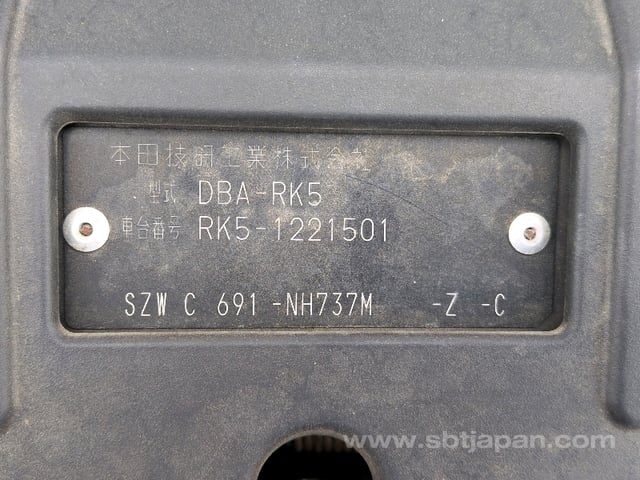 本田技研工業株式会社
型式 DBA-RK5
車台番号 RK5-1221501
SZW C 691 -NH737M -Z -C
www.sbtjapan.com